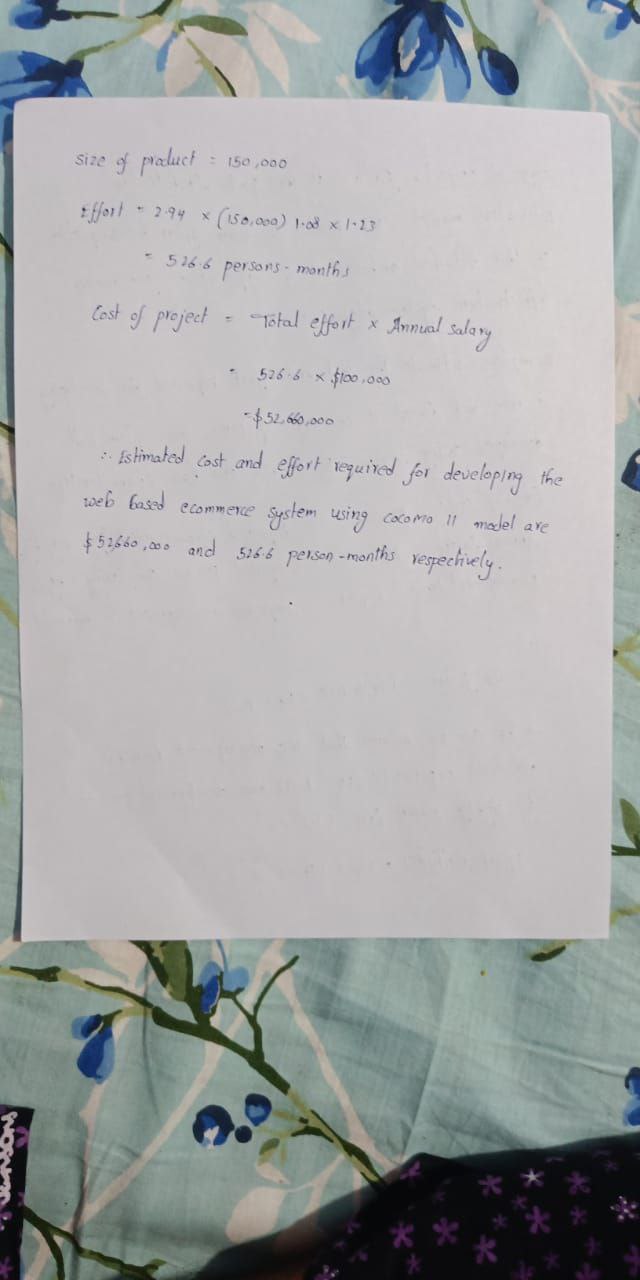 size of product = 150,000
Effort = 2.94 × (150,000) 1.08 × 1.23
= 526.6 persons-months
Cost of project = Total effort × Annual salary
= 526.6 × $100,000
= $52,660,000
∴ Estimated cost and effort required for developing the
web based ecommerce system using COCOMO II model are
$52,660,000 and 526.6 person-months respectively.